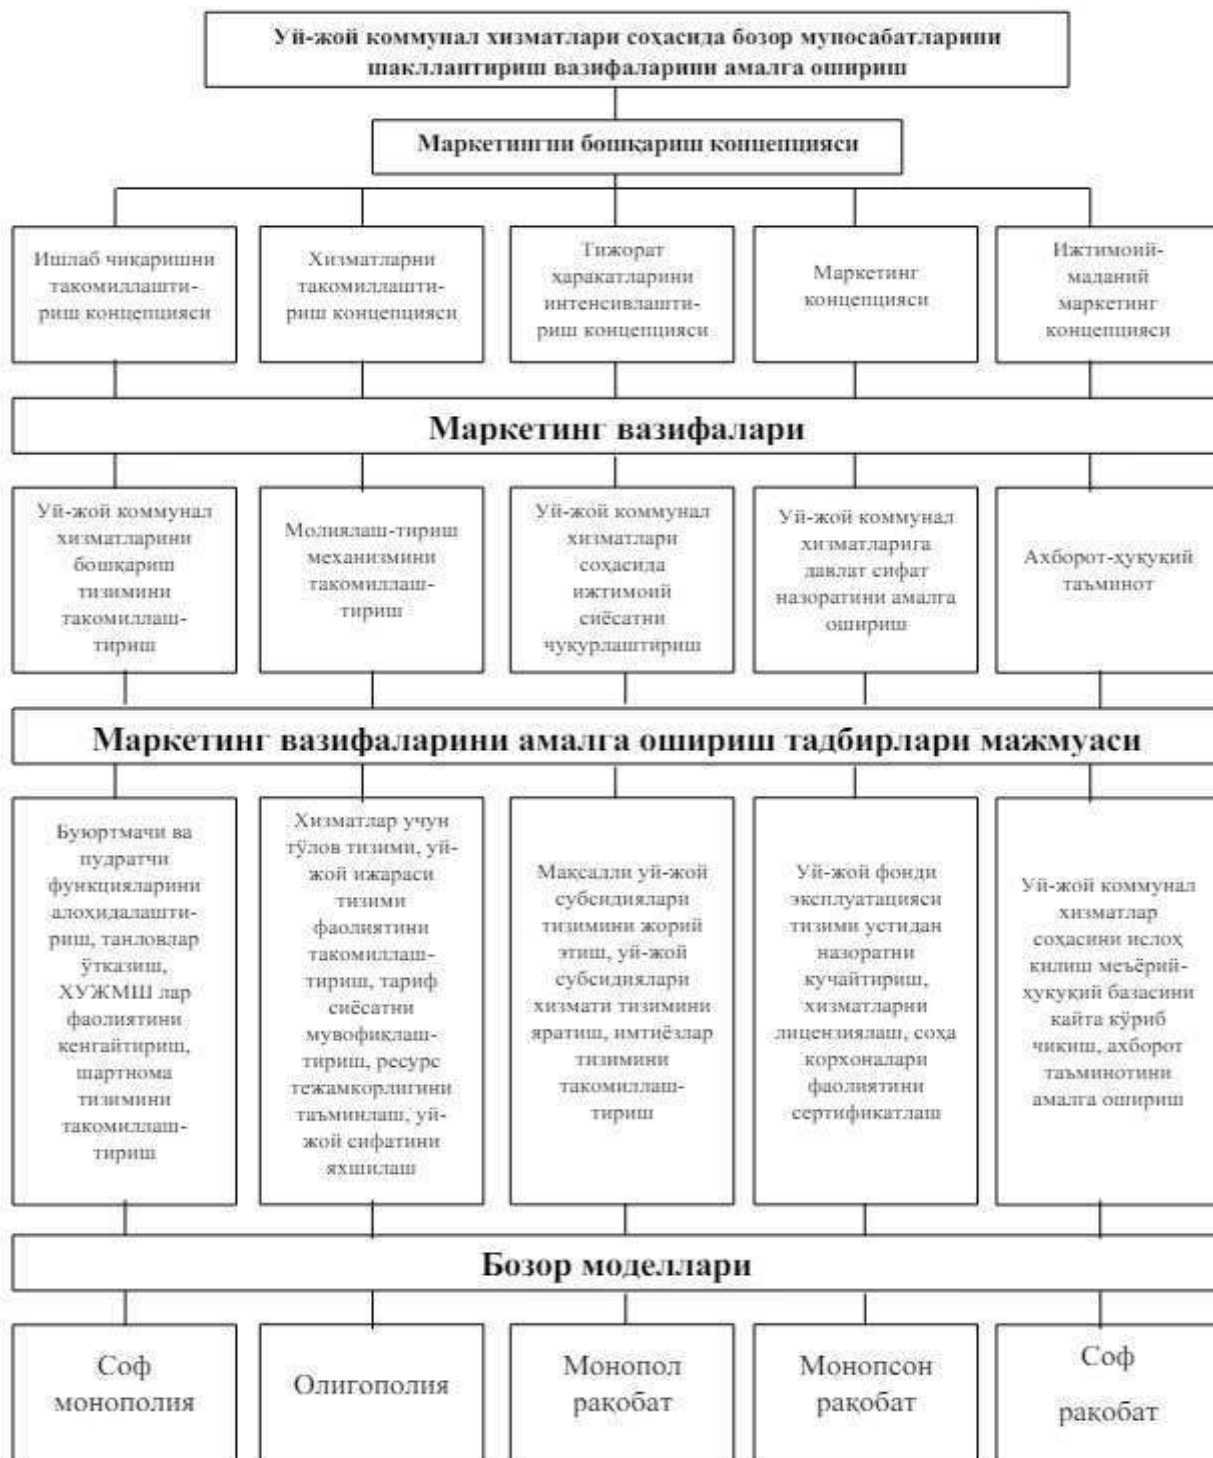 Уй-жой коммунал хизматлари соҳасида бозор муносабатларини
шакллантириш вазифаларини амалга ошириш
Маркетингни бошқариш концепцияси
Ишлаб чиқаришни
такомиллашти-
риш концепцияси
Хизматларни
такомиллашти-
риш концепцияси
Тижорат
ҳаракатларини
интенсивлашти-
риш концепцияси
Маркетинг
концепцияси
Ижтимоий-
маданий
маркетинг
концепцияси
Маркетинг вазифалари
Уй-жой коммунал
хизматларини
бошқариш
тизимини
такомиллаш-
тириш
Молиялаш-тириш
механизмини
такомиллаш-
тириш
Уй-жой коммунал
хизматлари
соҳасида
ижтимоий
сиёсатни
чуқурлаштириш
Уй-жой коммунал
хизматларига
давлат сифат
назоратини амалга
ошириш
Ахборот-ҳуқуқий
таъминот
Маркетинг вазифаларини амалга ошириш тадбирлари мажмуаси
Буюртмачи ва
пудратчи
функцияларини
алоҳидалашти-
риш, танловлар
ўтказиш,
ХУЖМШ лар
фаолиятини
кенгайтириш,
шартнома
тизимини
такомиллаш-
тириш
Хизматлар учун
тўлов тизими, уй-
жой ижараси
тизими
фаолиятини
такомиллаш-
тириш, тариф
сиёсатни
мувофиқлаш-
тириш, ресурс
тежамкорлигини
таъминлаш, уй-
жой сифатини
яхшилаш
Мақсадли уй-жой
субсидиялари
тизимини жорий
этиш, уй-жой
субсидиялари
хизмати тизимини
яратиш, имтиёзлар
тизимини
такомиллаш-
тириш
Уй-жой фонди
эксплуатацияси
тизими устидан
назоратни
кучайтириш,
хизматларни
лицензиялаш, соҳа
корхоналари
фаолиятини
сертификатлаш
Уй-жой коммунал
хизматлар
соҳасини ислоҳ
қилиш меъёрий-
ҳуқуқий базасини
қайта кўриб
чиқиш, ахборот
таъминотини
амалга ошириш
Бозор моделлари
Соф
монополия
Олигополия
Монопол
рақобат
Монопсон
рақобат
Соф
рақобат